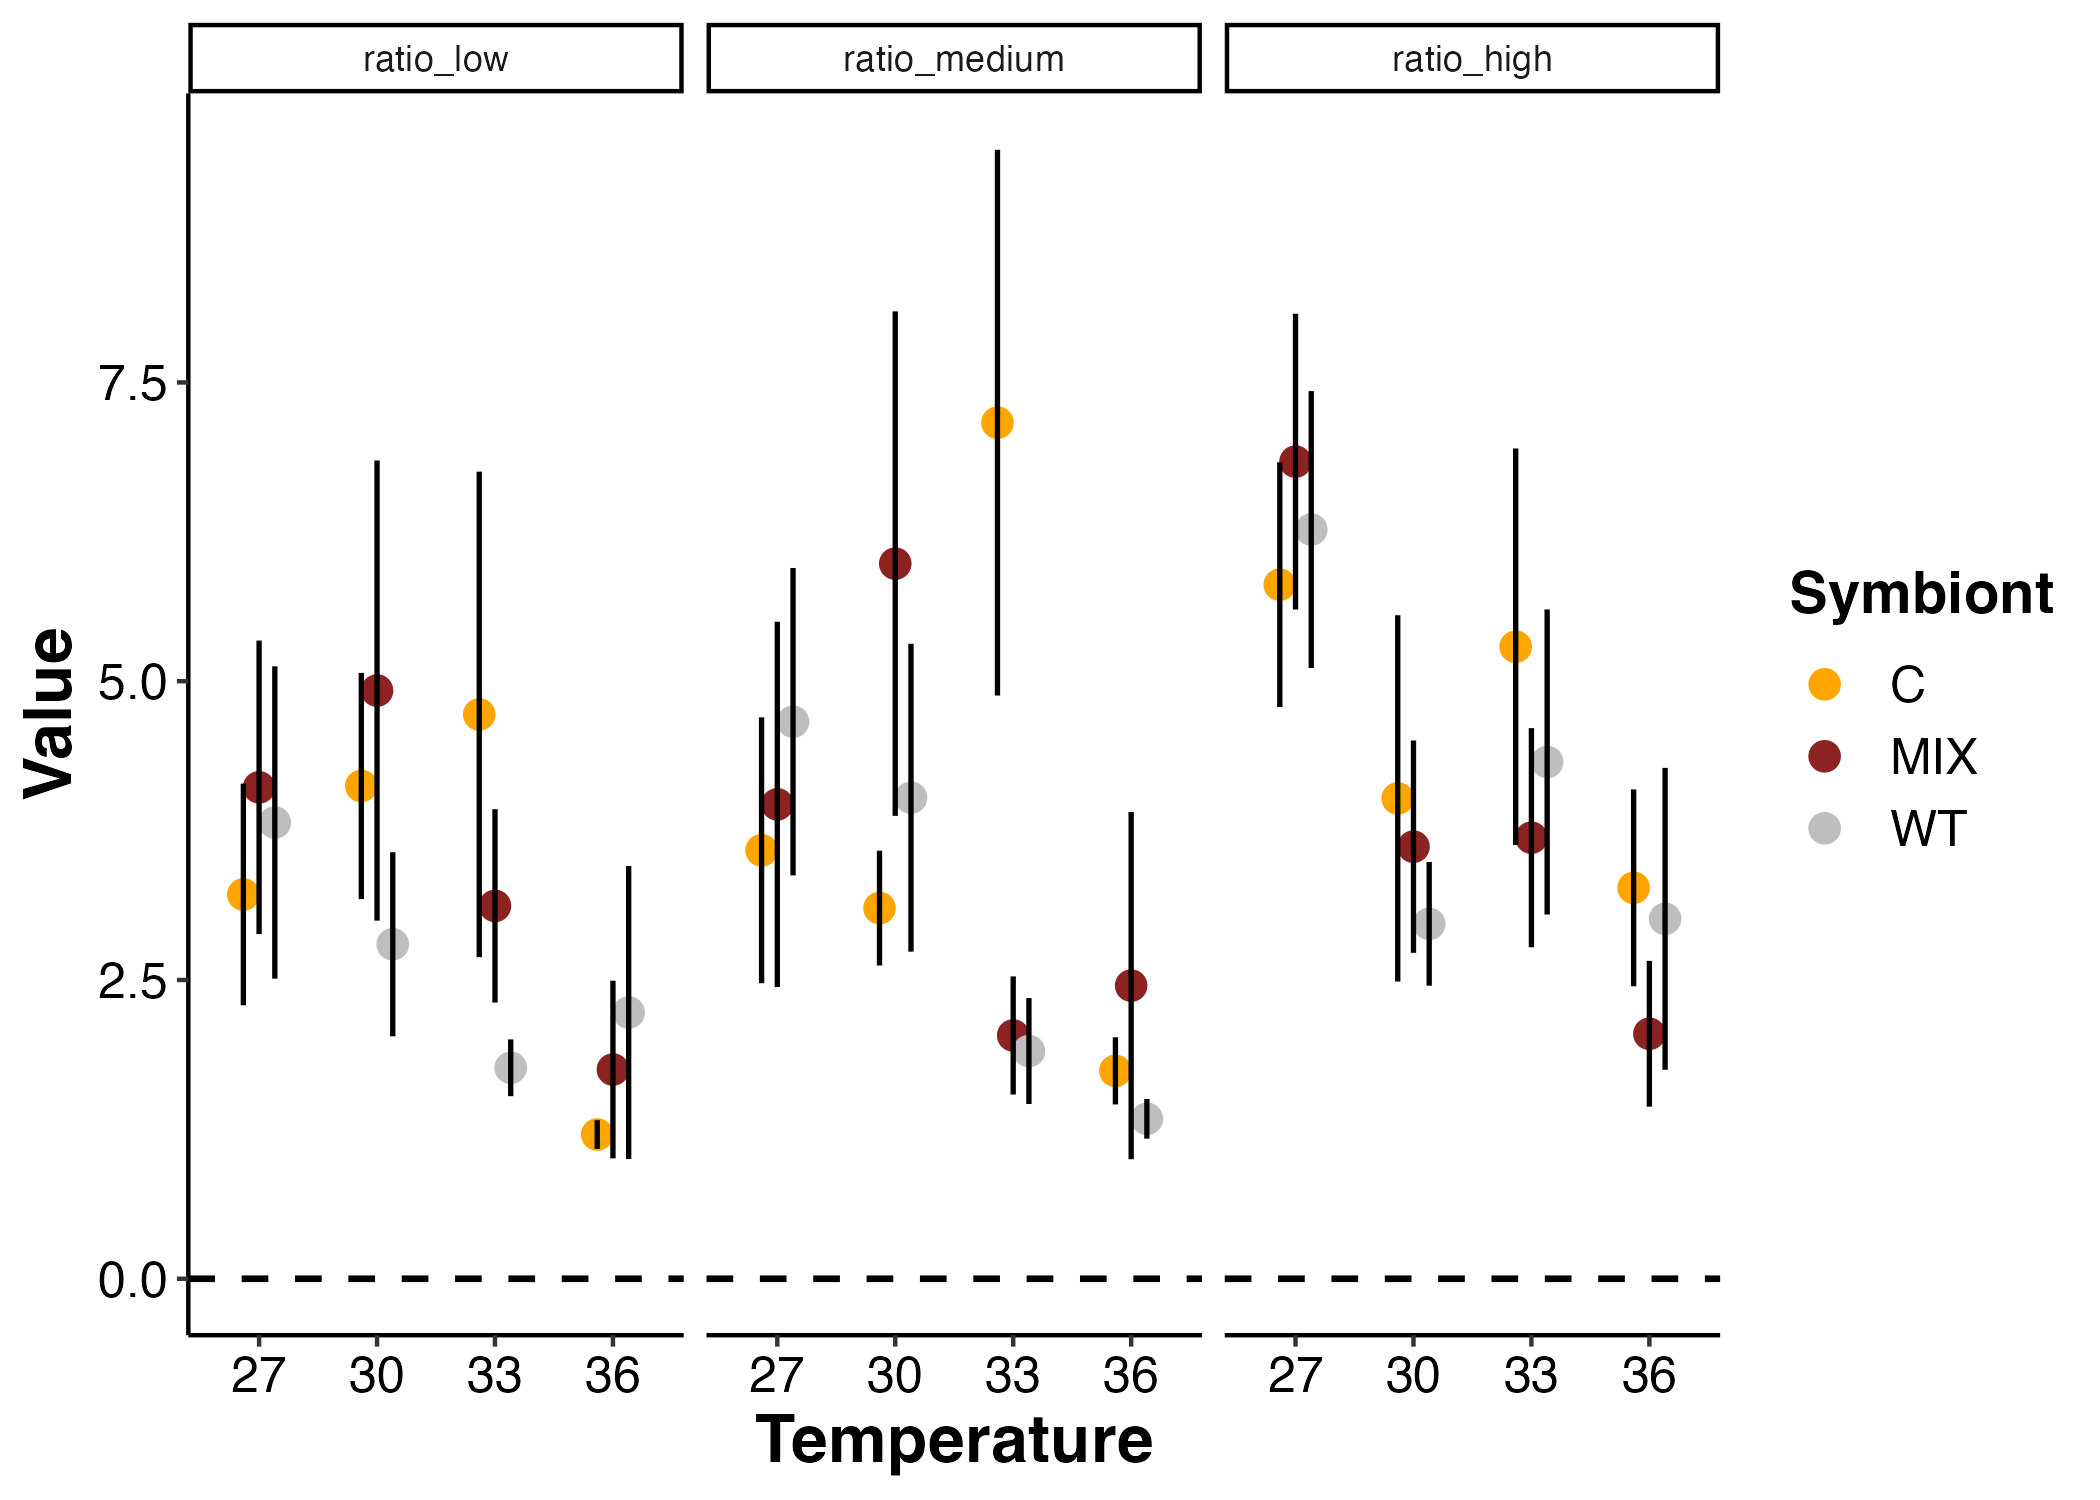 ratio_low ratio_medium ratio_high
7.5
5.0
2.5
0.0
Value
27 30 33 36 27 30 33 36 27 30 33 36
Temperature
Symbiont
C
MIX
WT